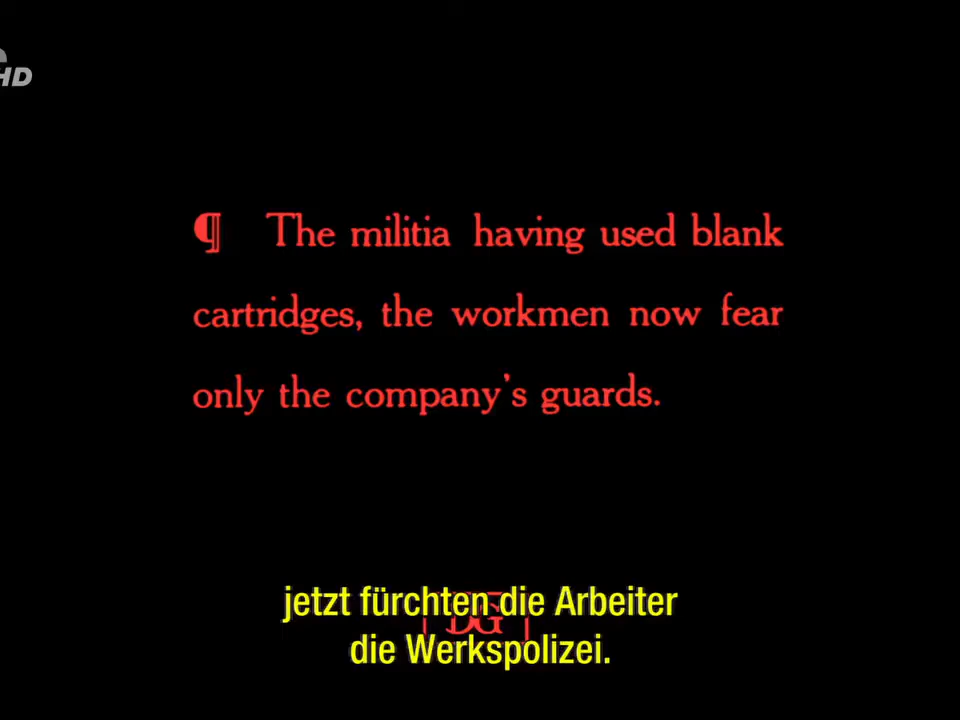 HD
¶ The militia having used blank
cartridges, the workmen now fear
only the company's guards.
DG
jetzt fürchten die Arbeiter
die Werkspolizei.